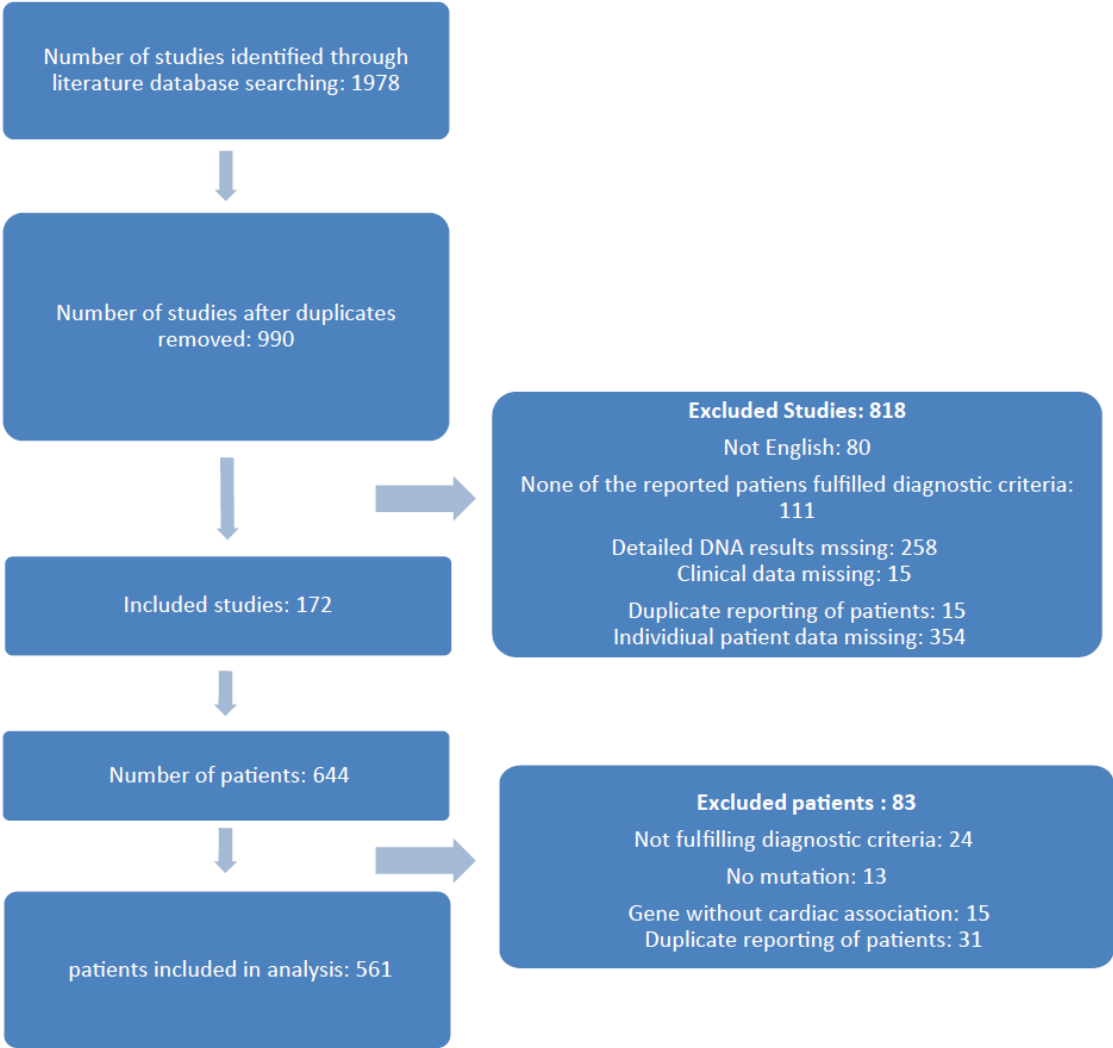 Number of studies identified through
literature database searching: 1978
Number of studies after duplicates
removed: 990
Excluded Studies: 818
Not English: 80
None of the reported patiens fulfilled diagnostic criteria:
111
Detailed DNA results mssing: 258
Clinical data missing: 15
Duplicate reporting of patients: 15
Individiual patient data missing: 354
Included studies: 172
Number of patients: 644
Excluded patients : 83
Not fulfilling diagnostic criteria: 24
No mutation: 13
Gene without cardiac association: 15
Duplicate reporting of patients: 31
patients included in analysis: 561